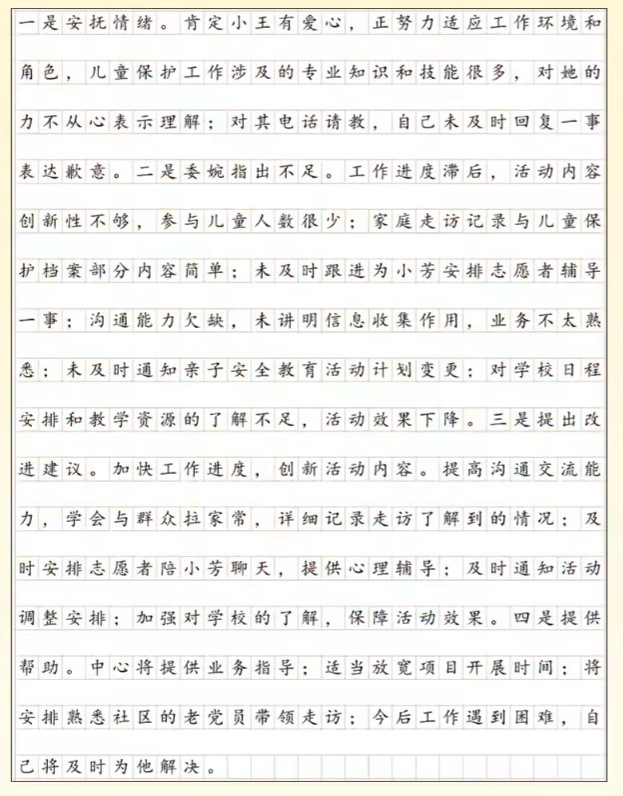 一是安抚情绪。肯定小王有爱心，正努力适应工作环境和
角色，儿童保护工作涉及的专业知识和技能很多，对她的
力不从心表示理解；对其电话请教，自己未及时回复一事
表达歉意。二是委婉指出不足。工作进度滞后，活动内容
创新性不够，参与儿童人数很少；家庭走访记录与儿童保
护档案部分内容简单；未及时跟进为小芳安排志愿者辅导
一事；沟通能力欠缺，未讲明信息收集作用，业务不太熟
悉；未及时通知亲子安全教育活动计划变更；对学校日程
安排和教学资源的了解不足，活动效果下降。三是提出改
进建议。加快工作进度，创新活动内容。提高沟通交流能
力，学会与群众拉家常，详细记录走访了解到的情况；及
时安排志愿者陪小芳聊天，提供心理辅导；及时通知活动
调整安排；加强对学校的了解，保障活动效果。四是提供
帮助。中心将提供业务指导；适当放宽项目开展时间；将
安排熟悉社区的老党员带领走访；今后工作遇到困难，自
己将及时为他解决。